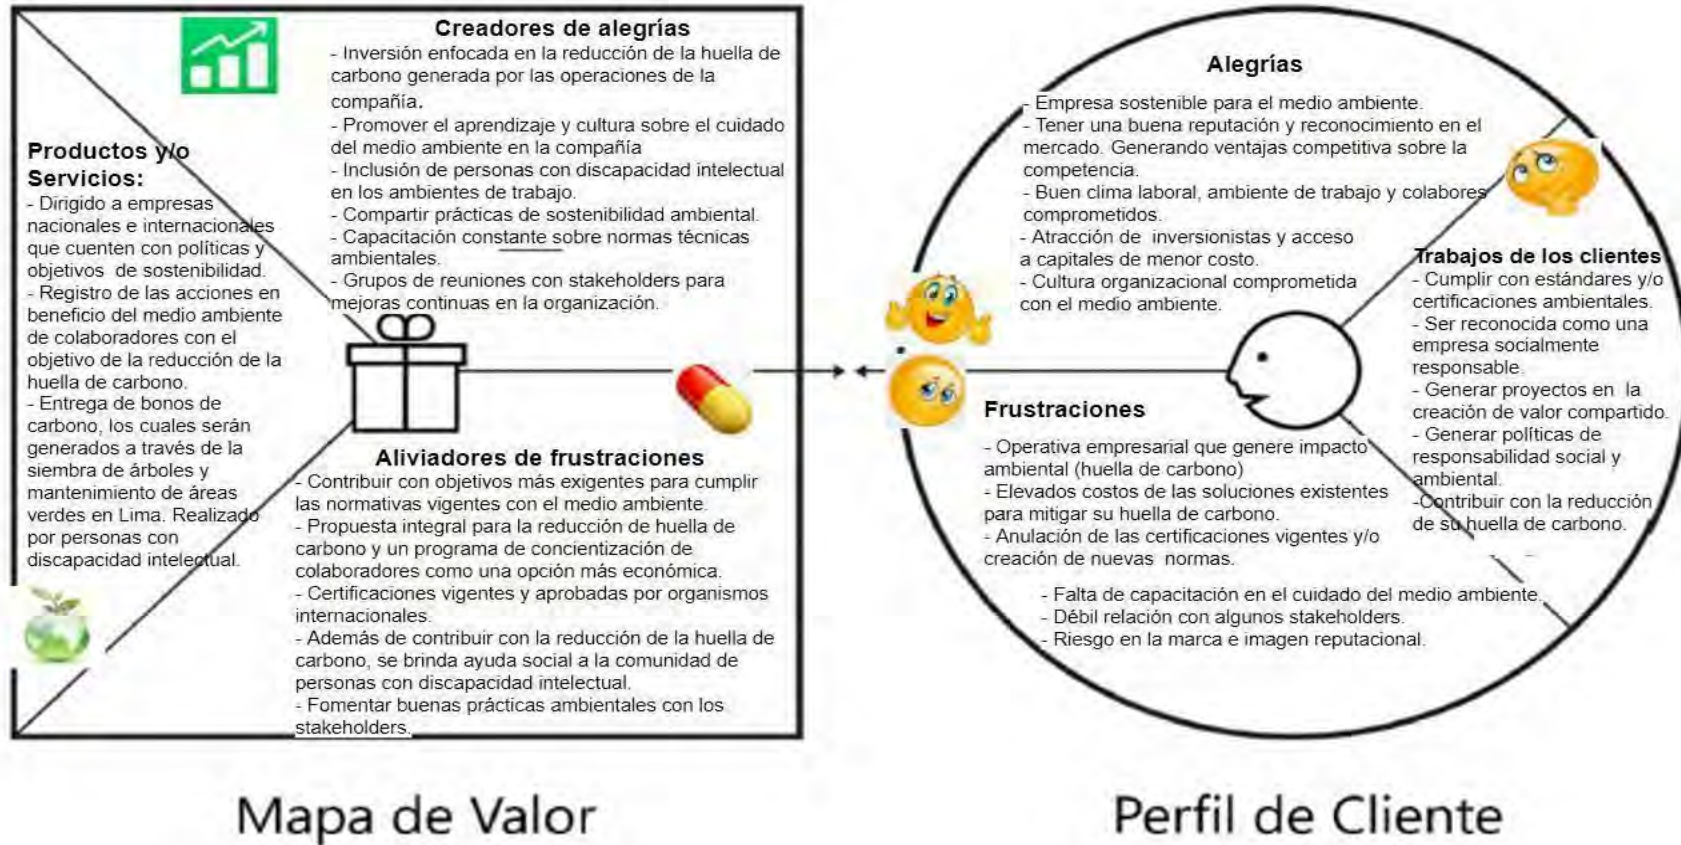 Creadores de alegrías
- Inversión enfocada en la reducción de la huella de
carbono generada por las operaciones de la
compañía.
- Promover el aprendizaje y cultura sobre el cuidado
del medio ambiente en la compañía
- Inclusión de personas con discapacidad intelectual
en los ambientes de trabajo.
- Compartir prácticas de sostenibilidad ambiental.
- Capacitación constante sobre normas técnicas
ambientales.
- Grupos de reuniones con stakeholders para
mejoras continuas en la organización.
Productos y/o
Servicios:
- Dirigido a empresas
nacionales e internacionales
que cuenten con políticas y
objetivos de sostenibilidad.
- Registro de las acciones en
beneficio del medio ambiente
de colaboradores con el
objetivo de la reducción de la
huella de carbono.
- Entrega de bonos de
carbono, los cuales serán
generados a través de la
siembra de árboles y
mantenimiento de áreas
verdes en Lima. Realizado
por personas con
discapacidad intelectual.
Aliviadores de frustraciones
- Contribuir con objetivos más exigentes para cumplir
las normativas vigentes con el medio ambiente.
- Propuesta integral para la reducción de huella de
carbono y un programa de concientización de
colaboradores como una opción más económica.
- Certificaciones vigentes y aprobadas por organismos
internacionales.
- Además de contribuir con la reducción de la huella de
carbono, se brinda ayuda social a la comunidad de
personas con discapacidad intelectual.
- Fomentar buenas prácticas ambientales con los
stakeholders.
Mapa de Valor
Alegrías
- Empresa sostenible para el medio ambiente.
- Tener una buena reputación y reconocimiento en el
mercado. Generando ventajas competitiva sobre la
competencia.
- Buen clima laboral, ambiente de trabajo y colabores
comprometidos.
- Atracción de inversionistas y acceso
a capitales de menor costo.
- Cultura organizacional comprometida
con el medio ambiente.
Trabajos de los clientes
- Cumplir con estándares y/o
certificaciones ambientales.
- Ser reconocida como una
empresa socialmente
responsable.
- Generar proyectos en la
creación de valor compartido.
- Generar políticas de
responsabilidad social y
ambiental.
-Contribuir con la reducción
de su huella de carbono.
Frustraciones
- Operativa empresarial que genere impacto
ambiental (huella de carbono)
- Elevados costos de las soluciones existentes
para mitigar su huella de carbono.
- Anulación de las certificaciones vigentes y/o
creación de nuevas normas.
- Falta de capacitación en el cuidado del medio ambiente.
- Débil relación con algunos stakeholders.
- Riesgo en la marca e imagen reputacional.
Perfil de Cliente